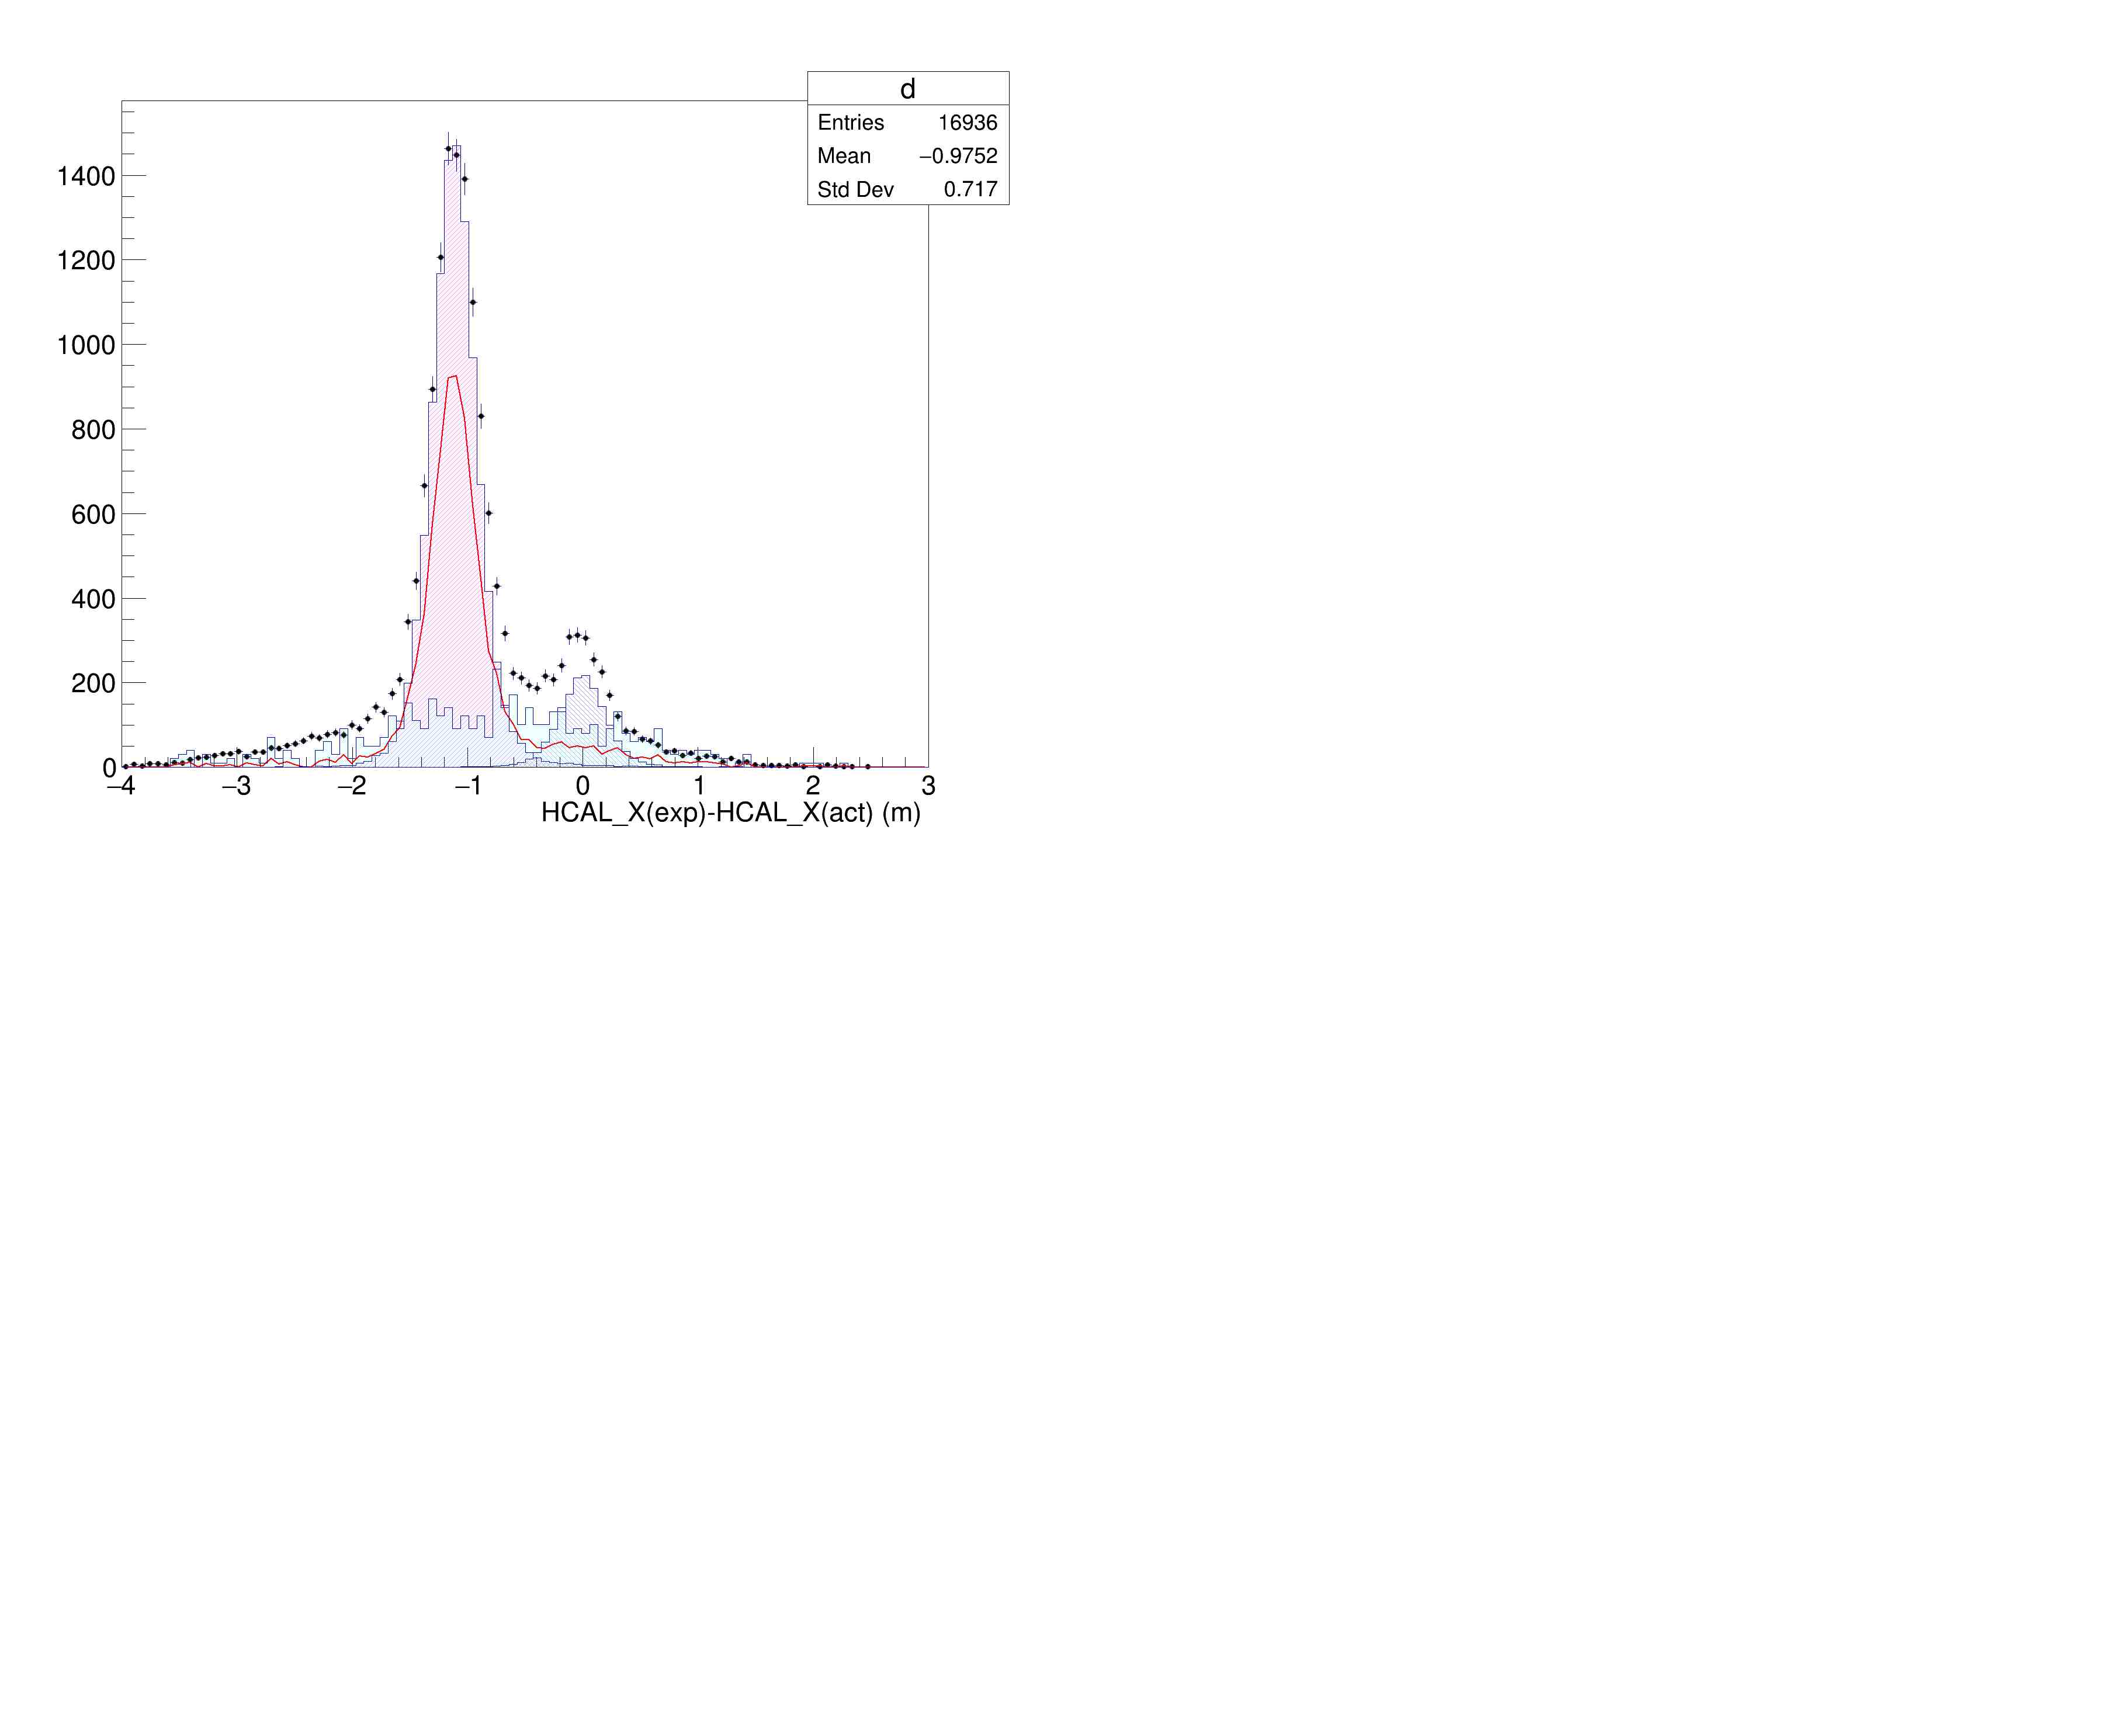 d
Entries 16936
Mean −0.9752
Std Dev 0.717
1400
1200
1000
800
600
400
200
0
−4 −3 −2 −1 0 1 2 3
HCAL_X(exp)-HCAL_X(act) (m)